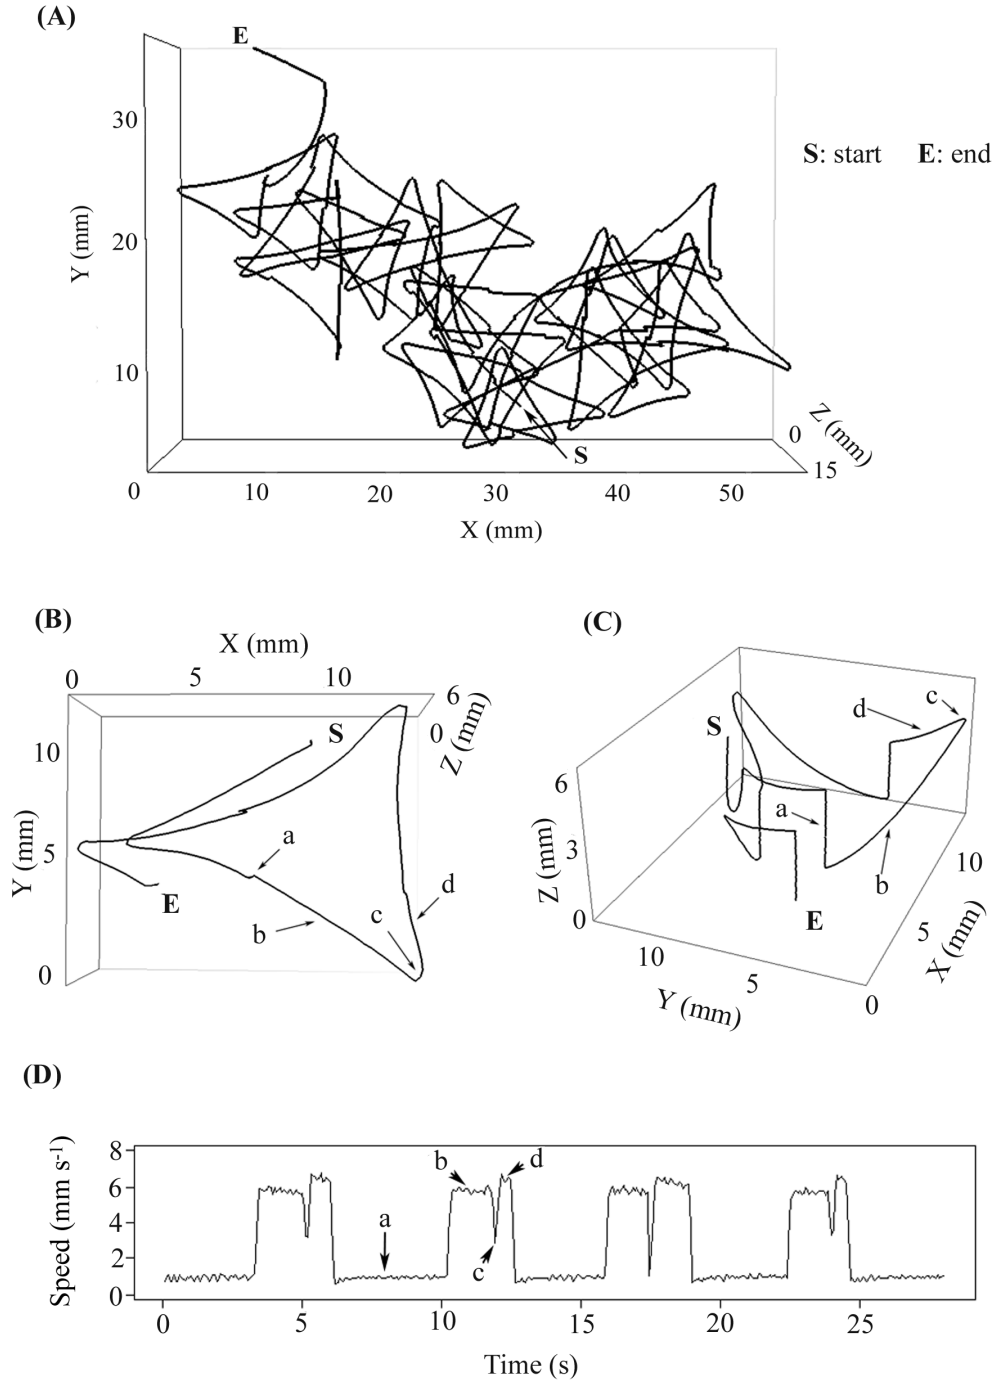 (A)
E
30
S: start E: end
20
Y (mm)
10
Z (mm)
0
S
15
0 10 20 30 40 50
X (mm)
(B)
(C)
X (mm)
0 5 10
6
0
Z (mm)
S
10
a
Y (mm)
5
d
E
c
b
0
c
d
S
6
a
Z (mm)
3
10
b
0
E
5
X (mm)
10
5
Y (mm)
0
(D)
8
b
d
6
Speed (mm s-1)
a
4
2
c
0
0 5 10 15 20 25
Time (s)